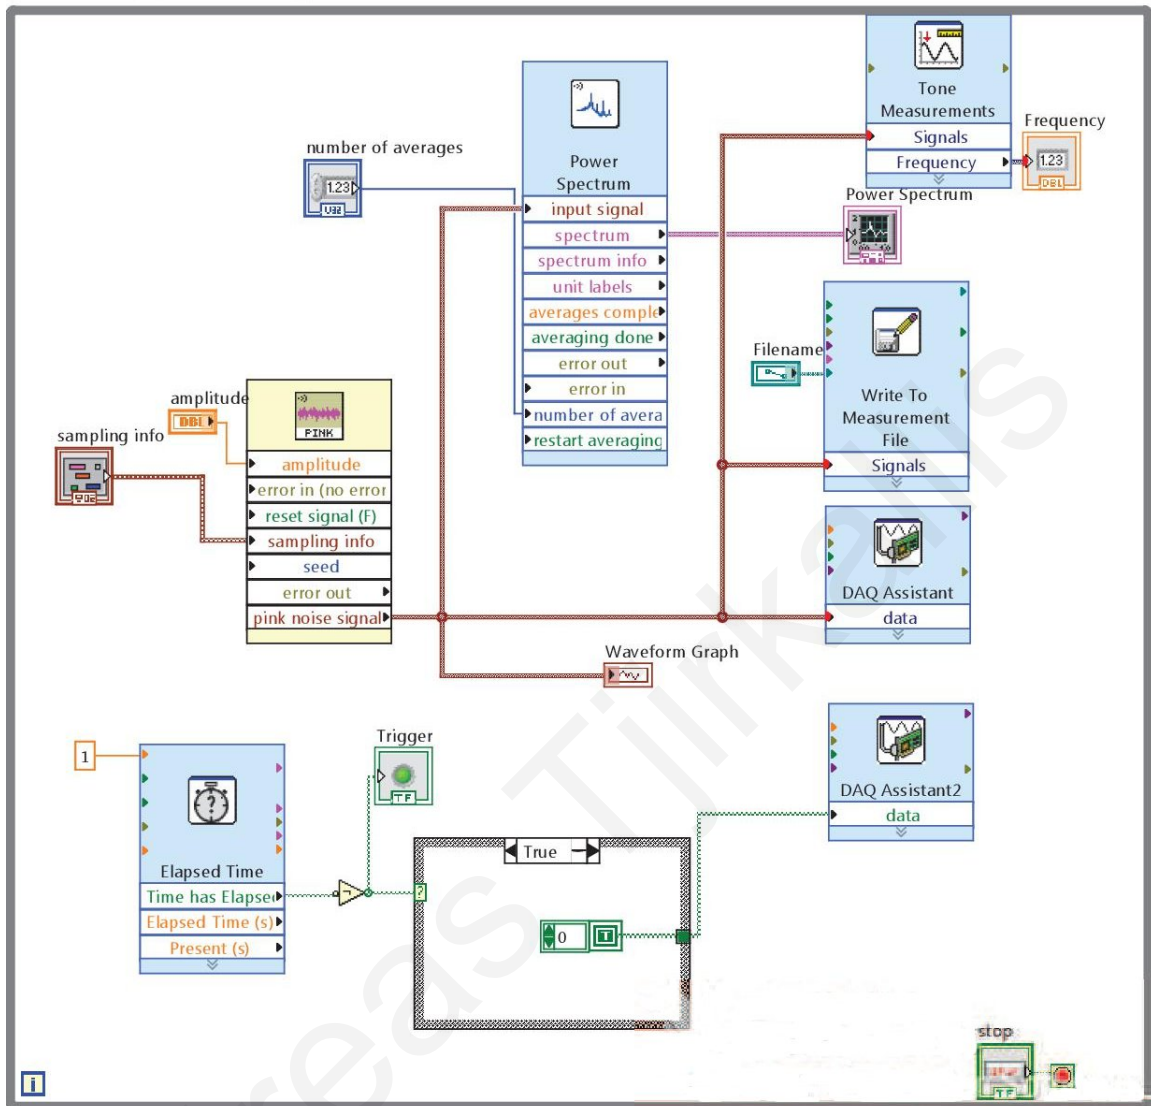 Tone
Measurements
Signals
Frequency
Frequency
1.23
DBL
number of averages
1.23
U32
Power
Spectrum
input signal
spectrum
spectrum info
unit labels
averages comple
averaging done
error out
error in
number of avera
restart averaging
Power Spectrum
Filename
Write To
Measurement
File
Signals
amplitude
DBL
sampling info
PINK
amplitude
error in (no error
reset signal (F)
sampling info
seed
error out
pink noise signal
DAQ Assistant
data
Waveform Graph
1
Elapsed Time
Time has Elapse
Elapsed Time (s)
Present (s)
Trigger
TF
True
0
T
?
DAQ Assistant2
data
stop
TF
i
reas Tjirkallis